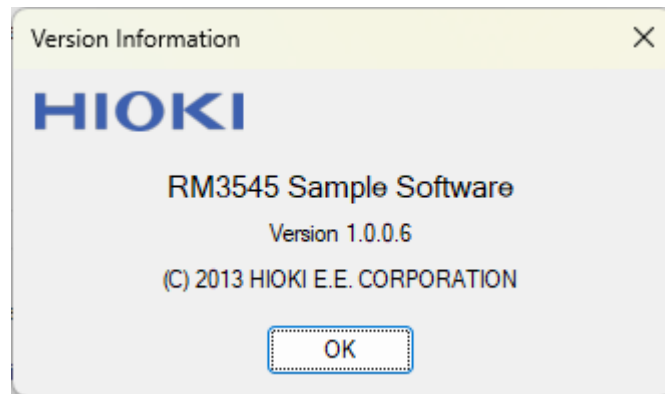 Version Information
HIOKI
RM3545 Sample Software
Version 1.0.0.6
(C) 2013 HIOKI E.E. CORPORATION
OK